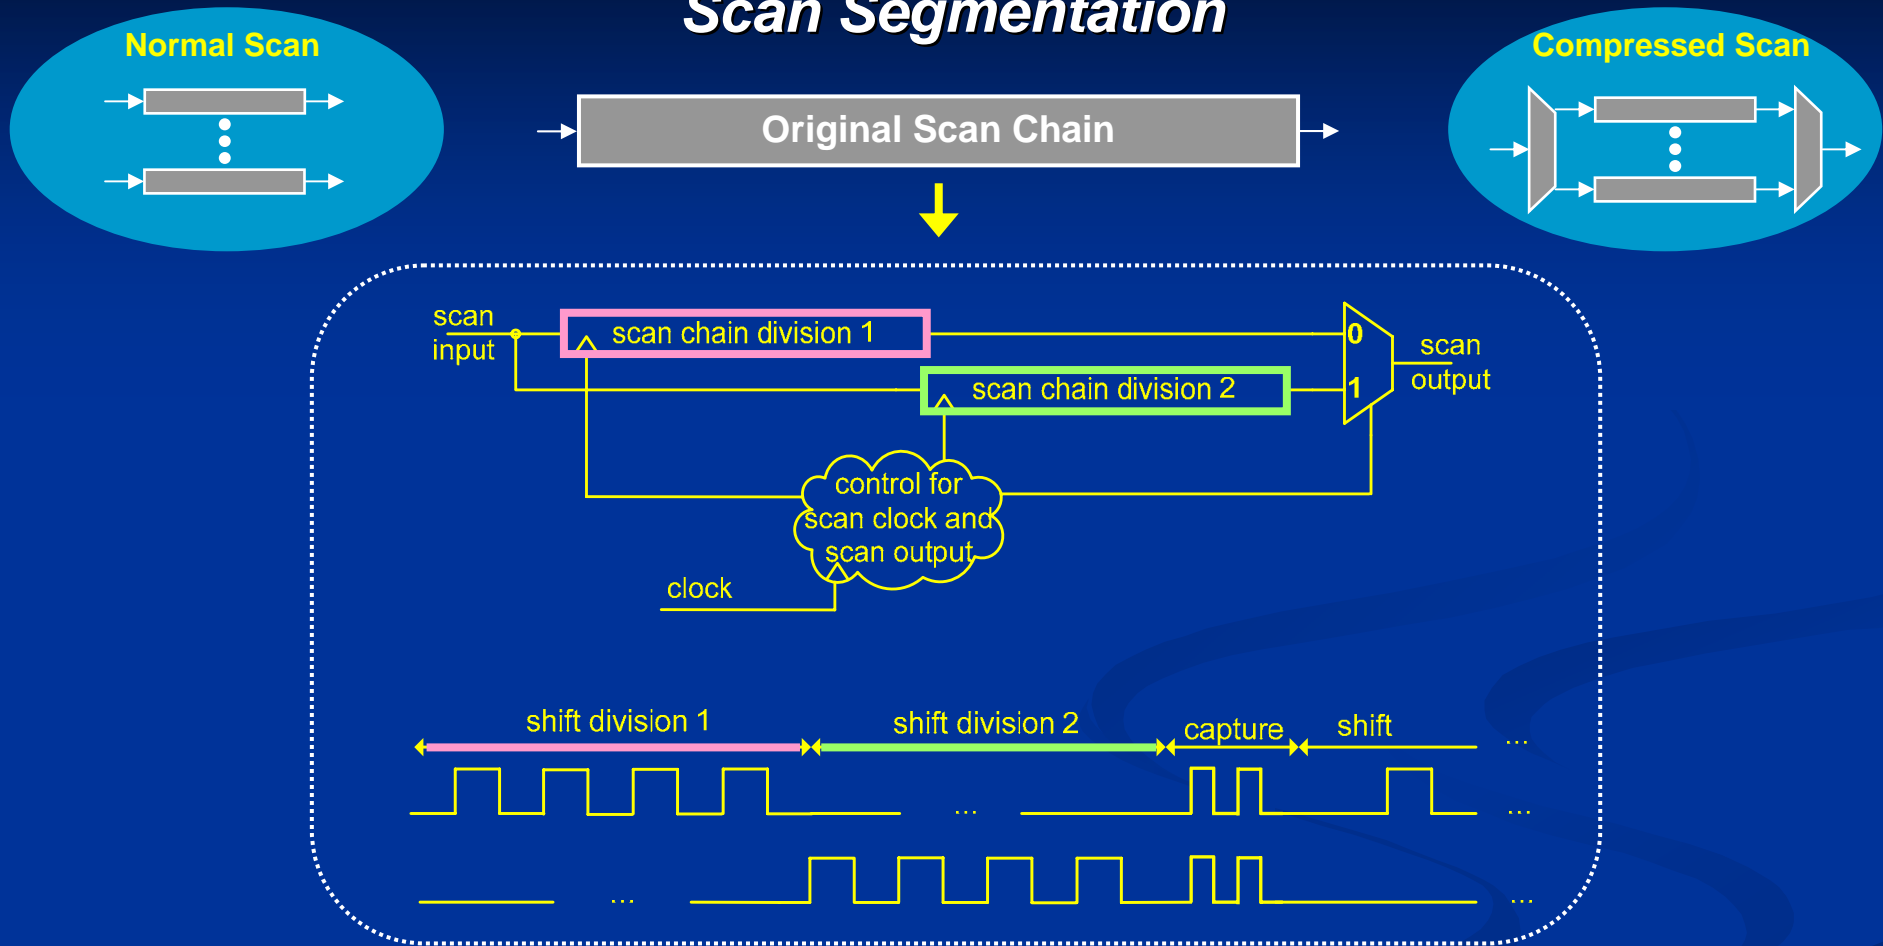 Scan Segmentation
Normal Scan
Compressed Scan
Original Scan Chain
scan
input
scan chain division 1
0
scan
output
scan chain division 2
1
control for
scan clock and
scan output
clock
shift division 1
shift division 2
capture
shift
...
...
...
...
...